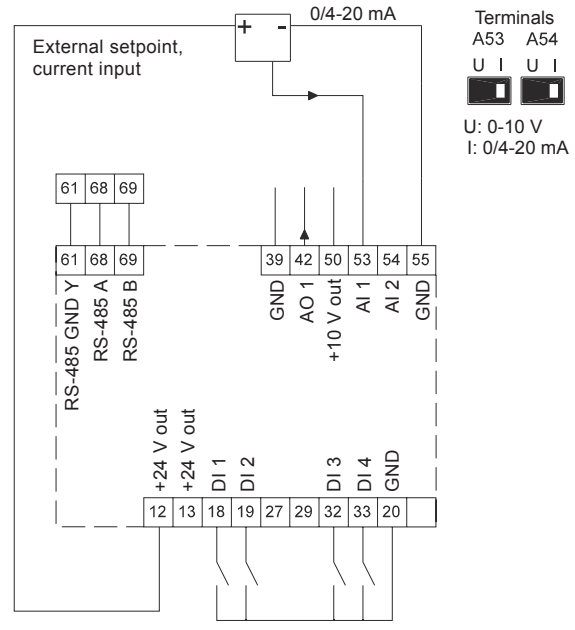 0/4-20 mA
+ -
External setpoint,
current input
Terminals
A53 A54
U I U I
U: 0-10 V
I: 0/4-20 mA
61 68 69
61 68 69
39 42 50 53 54 55
RS-485 GND Y
RS-485 A
RS-485 B
GND
AO 1
+10 V out
AI 1
AI 2
GND
+24 V out
+24 V out
DI 1
DI 2
DI 3
DI 4
GND
12 13 18 19 27 29 32 33 20